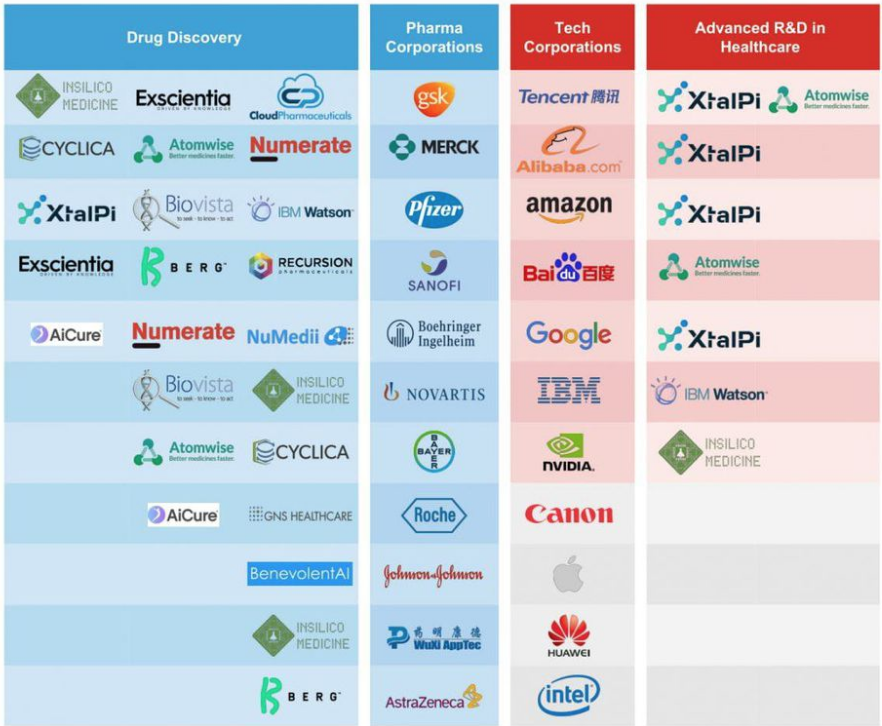 Drug Discovery
Pharma
Corporations
Tech
Corporations
Advanced R&D in
Healthcare
INSILICO
MEDICINE
Exscientia
DRIVEN BY KNOWLEDGE
CloudPharmaceuticals
gsk
Tencent 腾讯
XtalPi
Atomwise
Better medicines faster.
CYCLICA
Atomwise
Better medicines faster.
Numerate
MERCK
Alibaba.com
XtalPi
XtalPi
Biovista
to seek - to know - to act
IBM Watson
Pfizer
amazon
XtalPi
Exscientia
DRIVEN BY KNOWLEDGE
BERG
RECURSION
pharmaceuticals
SANOFI
Bai du 百度
Atomwise
Better medicines faster.
AiCure
Numerate
NuMedii
Boehringer
Ingelheim
Google
XtalPi
Biovista
to seek - to know - to act
INSILICO
MEDICINE
NOVARTIS
IBM
IBM Watson
Atomwise
Better medicines faster.
CYCLICA
BAYER
BAYER
NVIDIA.
INSILICO
MEDICINE
AiCure
GNS HEALTHCARE
Roche
Canon
BenevolentAI
Johnson & Johnson
INSILICO
MEDICINE
药明康德
WuXi AppTec
HUAWEI
BERG
AstraZeneca
intel